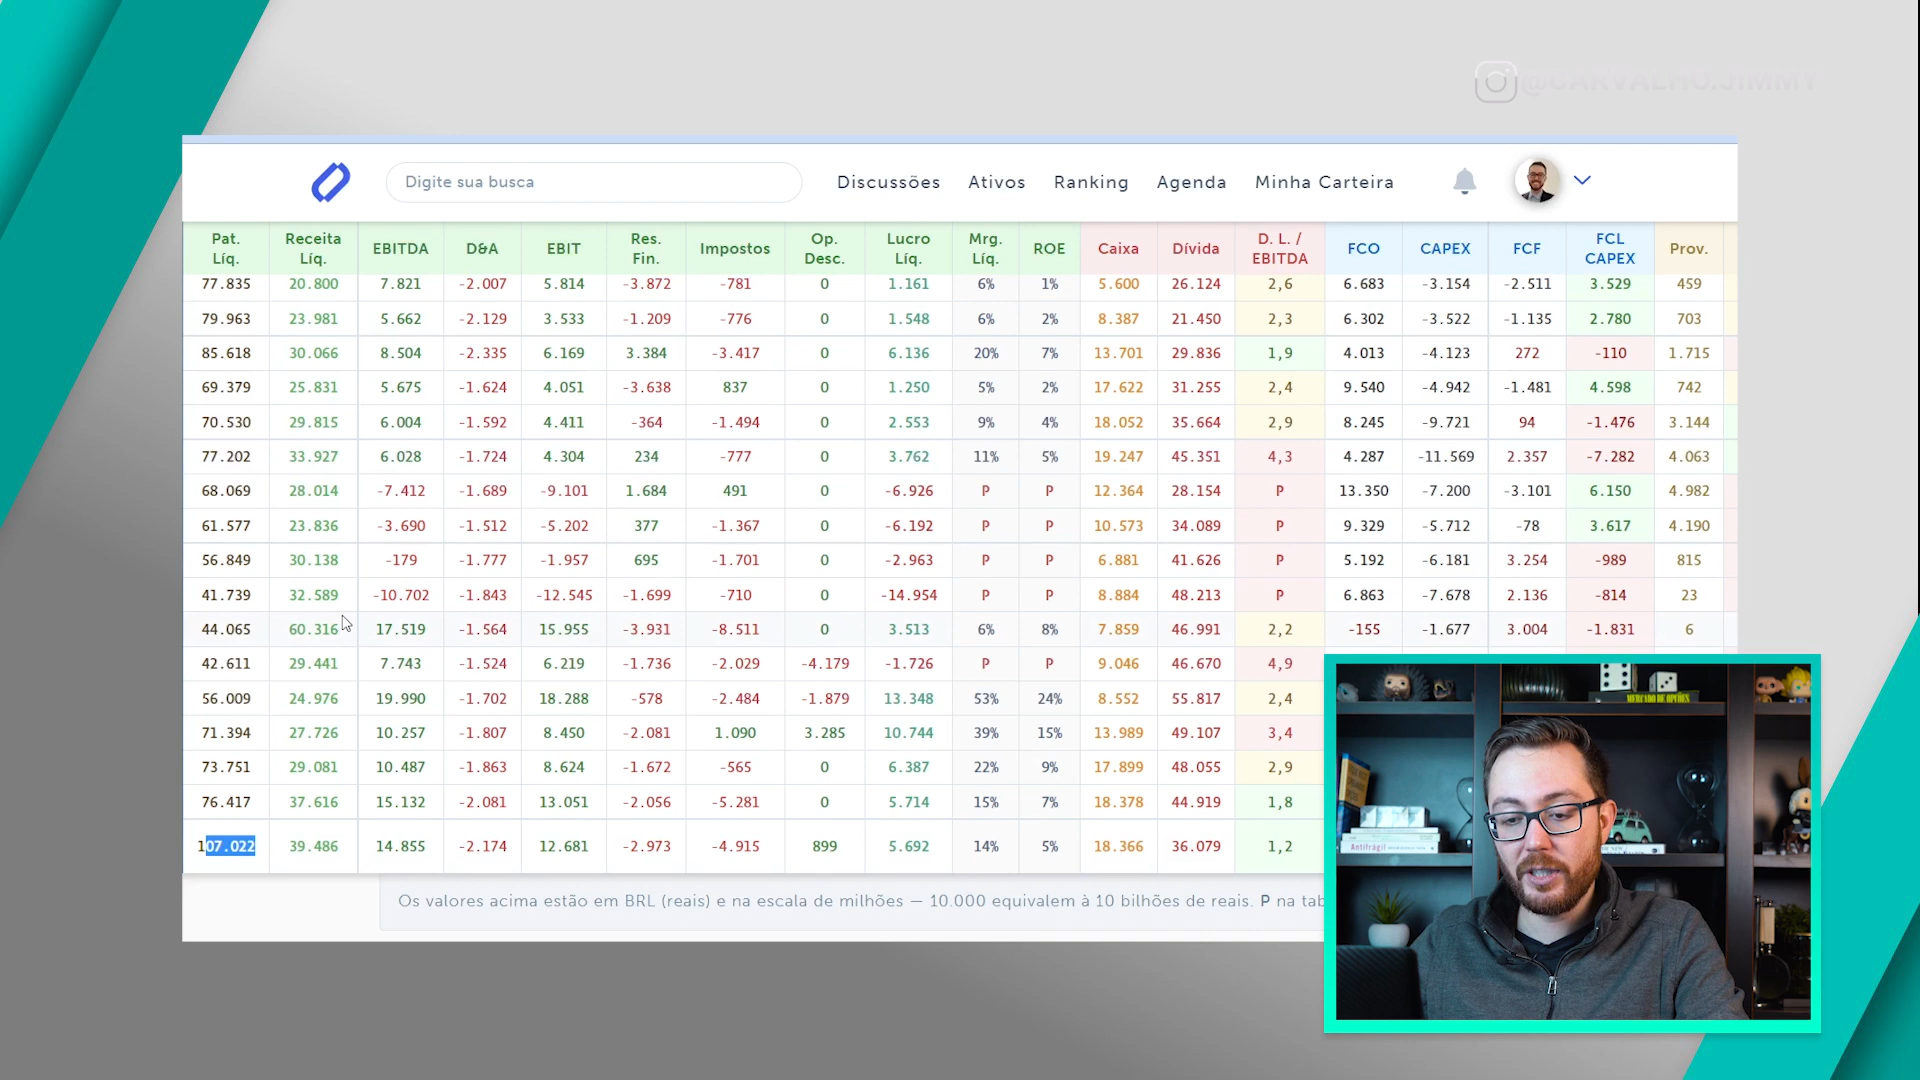 @CARVALHO.JIMMY
Digite sua busca Discussões Ativos Ranking Agenda Minha Carteira
Pat. Líq. Receita Líq. EBITDA D&A EBIT Res. Fin. Impostos Op. Desc. Lucro Líq. Mrg. Líq. ROE Caixa Dívida D. L. / EBITDA FCO CAPEX FCF FCL CAPEX Prov.
77.835 20.800 7.821 -2.007 5.814 -3.872 -781 0 1.161 6% 1% 5.600 26.124 2,6 6.683 -3.154 -2.511 3.529 459
79.963 23.981 5.662 -2.129 3.533 -1.209 -776 0 1.548 6% 2% 8.387 21.450 2,3 6.302 -3.522 -1.135 2.780 703
85.618 30.066 8.504 -2.335 6.169 3.384 -3.417 0 6.136 20% 7% 13.701 29.836 1,9 4.013 -4.123 272 -110 1.715
69.379 25.831 5.675 -1.624 4.051 -3.638 837 0 1.250 5% 2% 17.622 31.255 2,4 9.540 -4.942 -1.481 4.598 742
70.530 29.815 6.004 -1.592 4.411 -364 -1.494 0 2.553 9% 4% 18.052 35.664 2,9 8.245 -9.721 94 -1.476 3.144
77.202 33.927 6.028 -1.724 4.304 234 -777 0 3.762 11% 5% 19.247 45.351 4,3 4.287 -11.569 2.357 -7.282 4.063
68.069 28.014 -7.412 -1.689 -9.101 1.684 491 0 -6.926 P P 12.364 28.154 P 13.350 -7.200 -3.101 6.150 4.982
61.577 23.836 -3.690 -1.512 -5.202 377 -1.367 0 -6.192 P P 10.573 34.089 P 9.329 -5.712 -78 3.617 4.190
56.849 30.138 -179 -1.777 -1.957 695 -1.701 0 -2.963 P P 6.881 41.626 P 5.192 -6.181 3.254 -989 815
41.739 32.589 -10.702 -1.843 -12.545 -1.699 -710 0 -14.954 P P 8.884 48.213 P 6.863 -7.678 2.136 -814 23
44.065 60.316 17.519 -1.564 15.955 -3.931 -8.511 0 3.513 6% 8% 7.859 46.991 2,2 -155 -1.677 3.004 -1.831 6
42.611 29.441 7.743 -1.524 6.219 -1.736 -2.029 -4.179 -1.726 P P 9.046 46.670 4,9
56.009 24.976 19.990 -1.702 18.288 -578 -2.484 -1.879 13.348 53% 24% 8.552 55.817 2,4
71.394 27.726 10.257 -1.807 8.450 -2.081 1.090 3.285 10.744 39% 15% 13.989 49.107 3,4
73.751 29.081 10.487 -1.863 8.624 -1.672 -565 0 6.387 22% 9% 17.899 48.055 2,9
76.417 37.616 15.132 -2.081 13.051 -2.056 -5.281 0 5.714 15% 7% 18.378 44.919 1,8
107.022 39.486 14.855 -2.174 12.681 -2.973 -4.915 899 5.692 14% 5% 18.366 36.079 1,2
Os valores acima estão em BRL (reais) e na escala de milhões — 10.000 equivalem à 10 bilhões de reais. P na tab
MERCADO DE OPÇÕES
Antifrágil